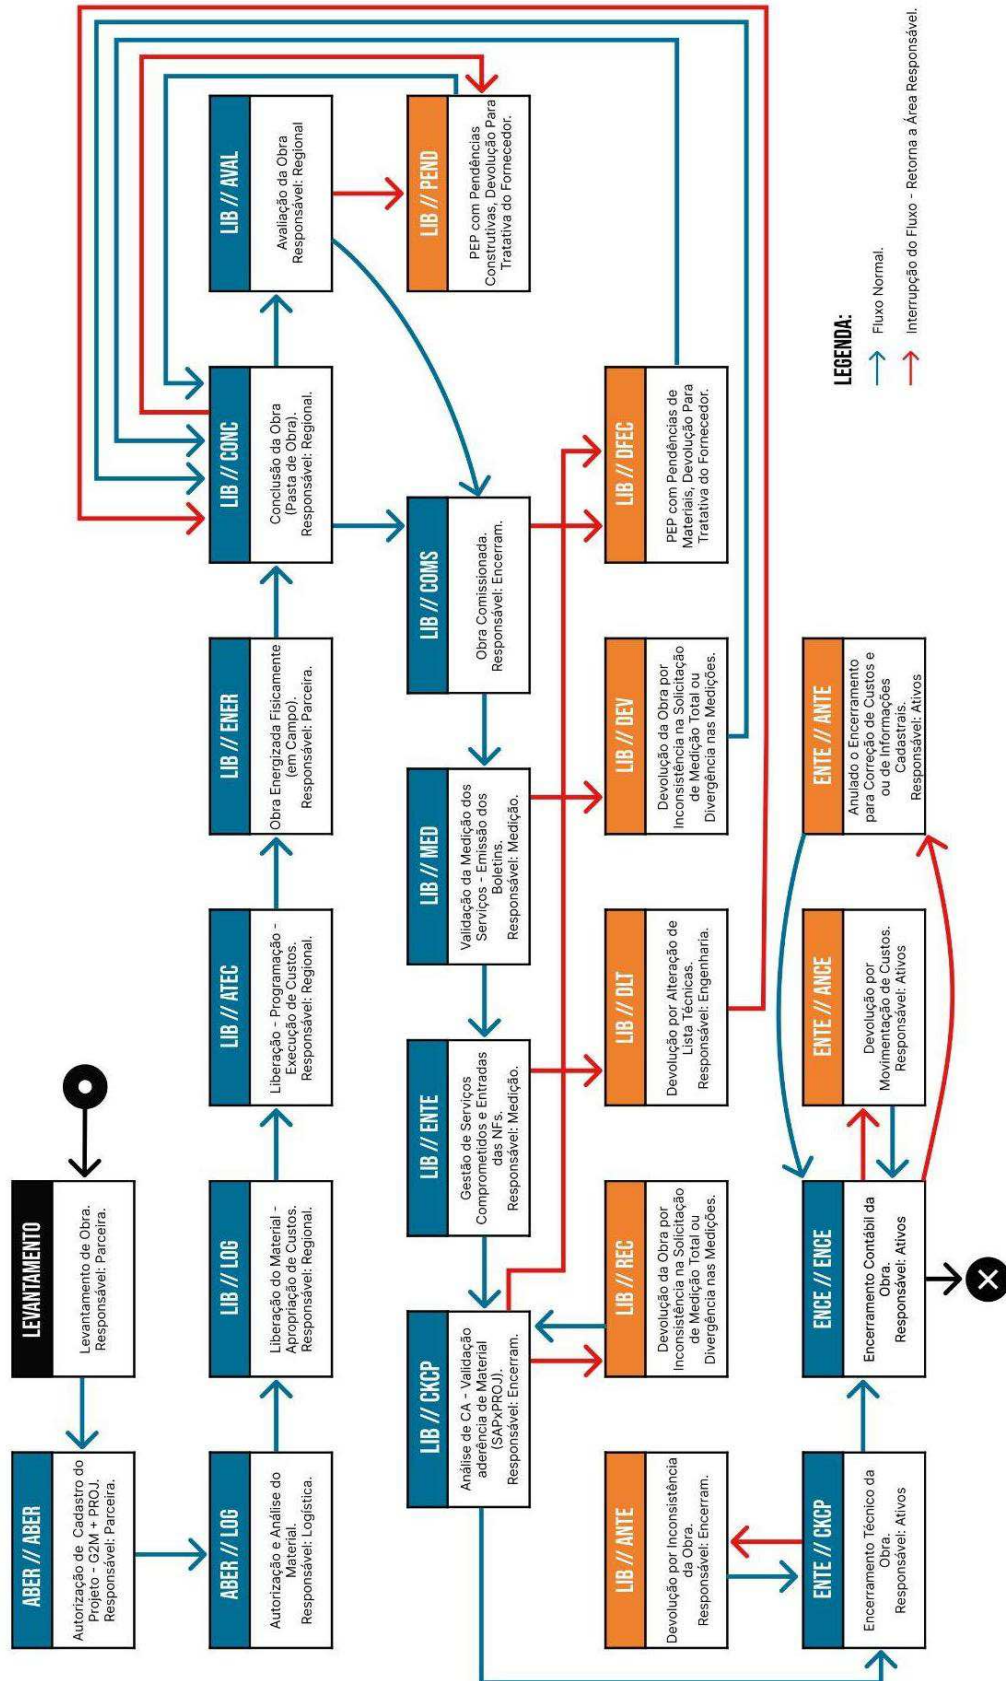 LEVANTAMENTO
Levantamento de Obra.
Responsável: Parceira.
ABER // ABER
Autorização de Cadastro do
Projeto - G2M + PROJ.
Responsável: Parceira.
ABER // LOG
Autorização e Análise do
Material.
Responsável: Logística.
LIB // LOG
Liberação do Material -
Apropriação de Custos.
Responsável: Regional.
LIB // ATEC
Liberação - Programação -
Execução de Custos.
Responsável: Regional.
LIB // ENER
Obra Energizada Fisicamente
(em Campo).
Responsável: Parceira.
LIB // CONC
Conclusão da Obra
(Pasta de Obra).
Responsável: Regional.
LIB // AVAL
Avaliação da Obra
Responsável: Regional
LIB // CKCP
Análise de CA - Validação
aderência de Material
(SAPxPROJ).
Responsável: Encerram.
LIB // ENTE
Gestão de Serviços
Comprometidos e Entradas
das NFs.
Responsável: Medição.
LIB // MED
Validação da Medição dos
Serviços - Emissão dos
Boletins.
Responsável: Medição.
LIB // COMS
Obra Comissionada.
Responsável: Encerram.
LIB // PEND
PEP com Pendências
Construtivas, Devolução Para
Tratativa do Fornecedor.
LIB // ANTE
Devolução por Inconsistência
da Obra.
Responsável: Encerram.
LIB // REC
Devolução da Obra por
Inconsistência na Solicitação
de Medição Total ou
Divergência nas Medições.
LIB // DLT
Devolução por Alteração de
Lista Técnicas.
Responsável: Engenharia.
LIB // DEV
Devolução da Obra por
Inconsistência na Solicitação
de Medição Total ou
Divergência nas Medições.
LIB // DFEC
PEP com Pendências de
Materiais, Devolução Para
Tratativa do Fornecedor.
ENTE // CKCP
Encerramento Técnico da
Obra.
Responsável: Ativos
ENCE // ENCE
Encerramento Contábil da
Obra.
Responsável: Ativos
ENTE // ANCE
Devolução por
Movimentação de Custos.
Responsável: Ativos
ENTE // ANTE
Anulado o Encerramento
para Correção de Custos e
ou de Informações
Cadastrais.
Responsável: Ativos
LEGENDA:
Fluxo Normal.
Interrupção do Fluxo - Retorna a Área Responsável.